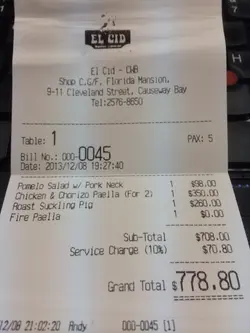 EL CID
El Cid - CWB
Shop C,G/F, Florida Mansion,
9-11 Cleveland Street, Causeway Bay
Tel:2576-8650
Table: 1 PAX: 5
Bill No.: 000-0045
Date: 2013/12/08 19:27:40
Pomelo Salad w/ Pork Neck 1 $98.00
Chicken & Chorizo Paella (For 2) 1 $350.00
Roast Suckling Pig 1 $260.00
Fire Paella 1 $0.00
Sub-Total $708.00
Service Charge (10%) $70.80
Grand Total $778.80
12/08 21:02:20 Andy 000-0045 [1]